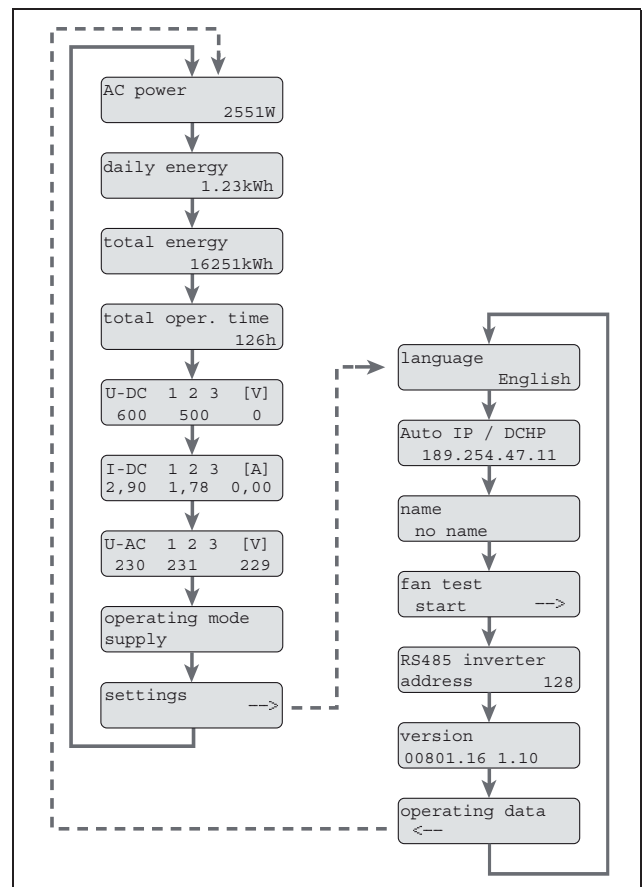 AC power
2551W
daily energy
1.23kWh
total energy
16251kWh
total oper. time
126h
U-DC 1 2 3 [V]
600 500 0
I-DC 1 2 3 [A]
2,90 1,78 0,00
U-AC 1 2 3 [V]
230 231 229
operating mode
supply
settings
-->
language
English
Auto IP / DCHP
189.254.47.11
name
no name
fan test
start -->
RS485 inverter
address 128
version
00801.16 1.10
operating data
<--